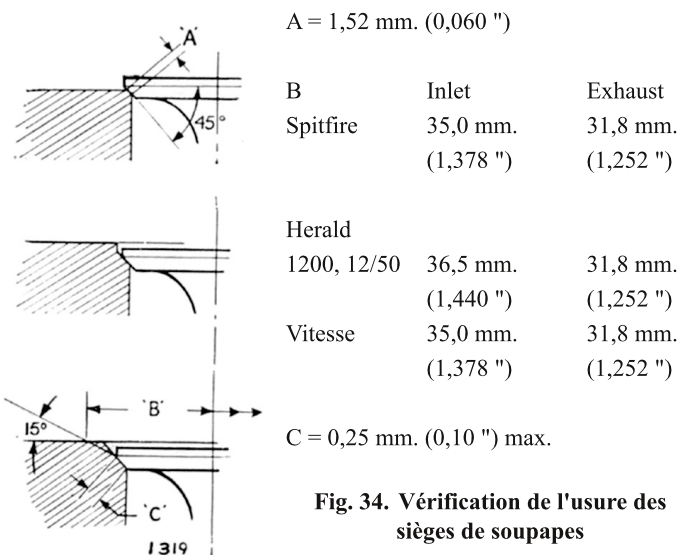 A = 1,52 mm. (0,060 ")
B Inlet Exhaust
Spitfire 35,0 mm. 31,8 mm.
(1,378 ") (1,252 ")
Herald
1200, 12/50 36,5 mm. 31,8 mm.
(1,440 ") (1,252 ")
Vitesse 35,0 mm. 31,8 mm.
(1,378 ") (1,252 ")
C = 0,25 mm. (0,10 ") max.
Fig. 34. Vérification de l'usure des
sièges de soupapes
'A'
45°
'B'
15°
'C'
1319